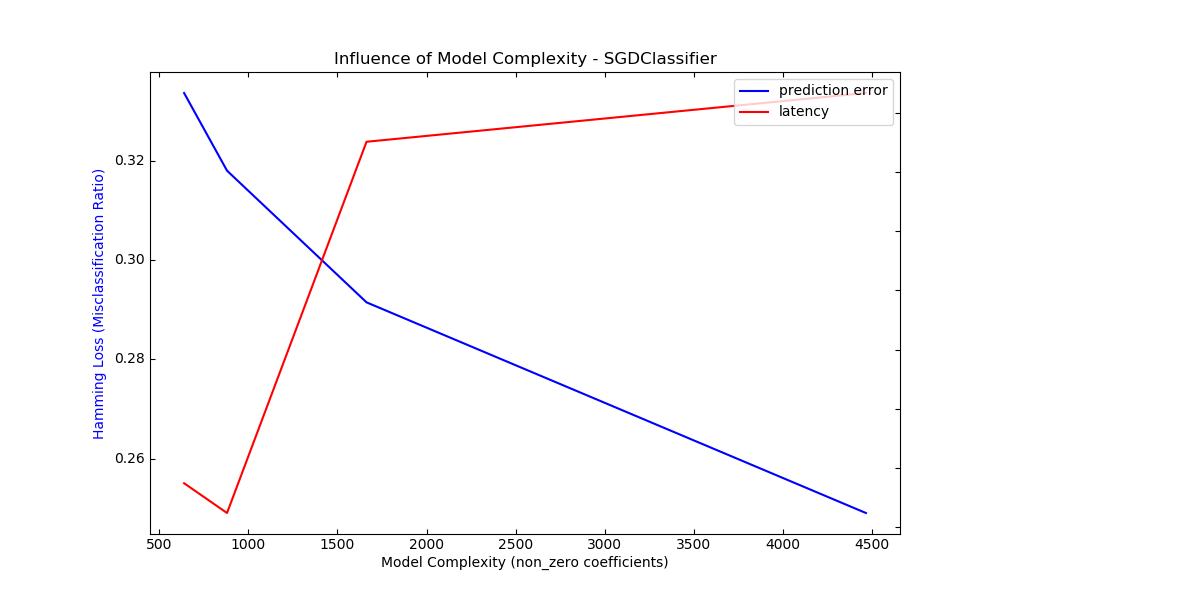 Influence of Model Complexity - SGDClassifier
prediction error
latency
Hamming Loss (Misclassification Ratio)
0.32
0.30
0.28
0.26
500 1000 1500 2000 2500 3000 3500 4000 4500
Model Complexity (non_zero coefficients)